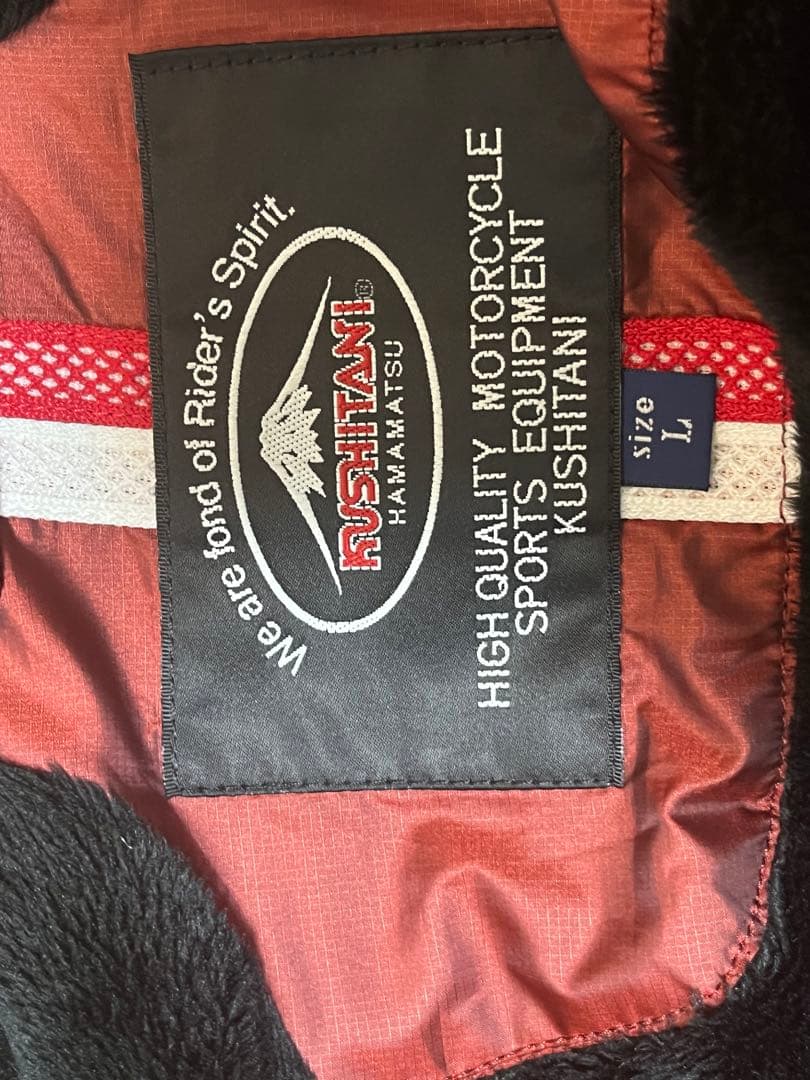 We are fond of Rider's Spirit.
KUSHITANI®
HAMAMATSU
HIGH QUALITY MOTORCYCLE
SPORTS EQUIPMENT
KUSHITANI
size
L